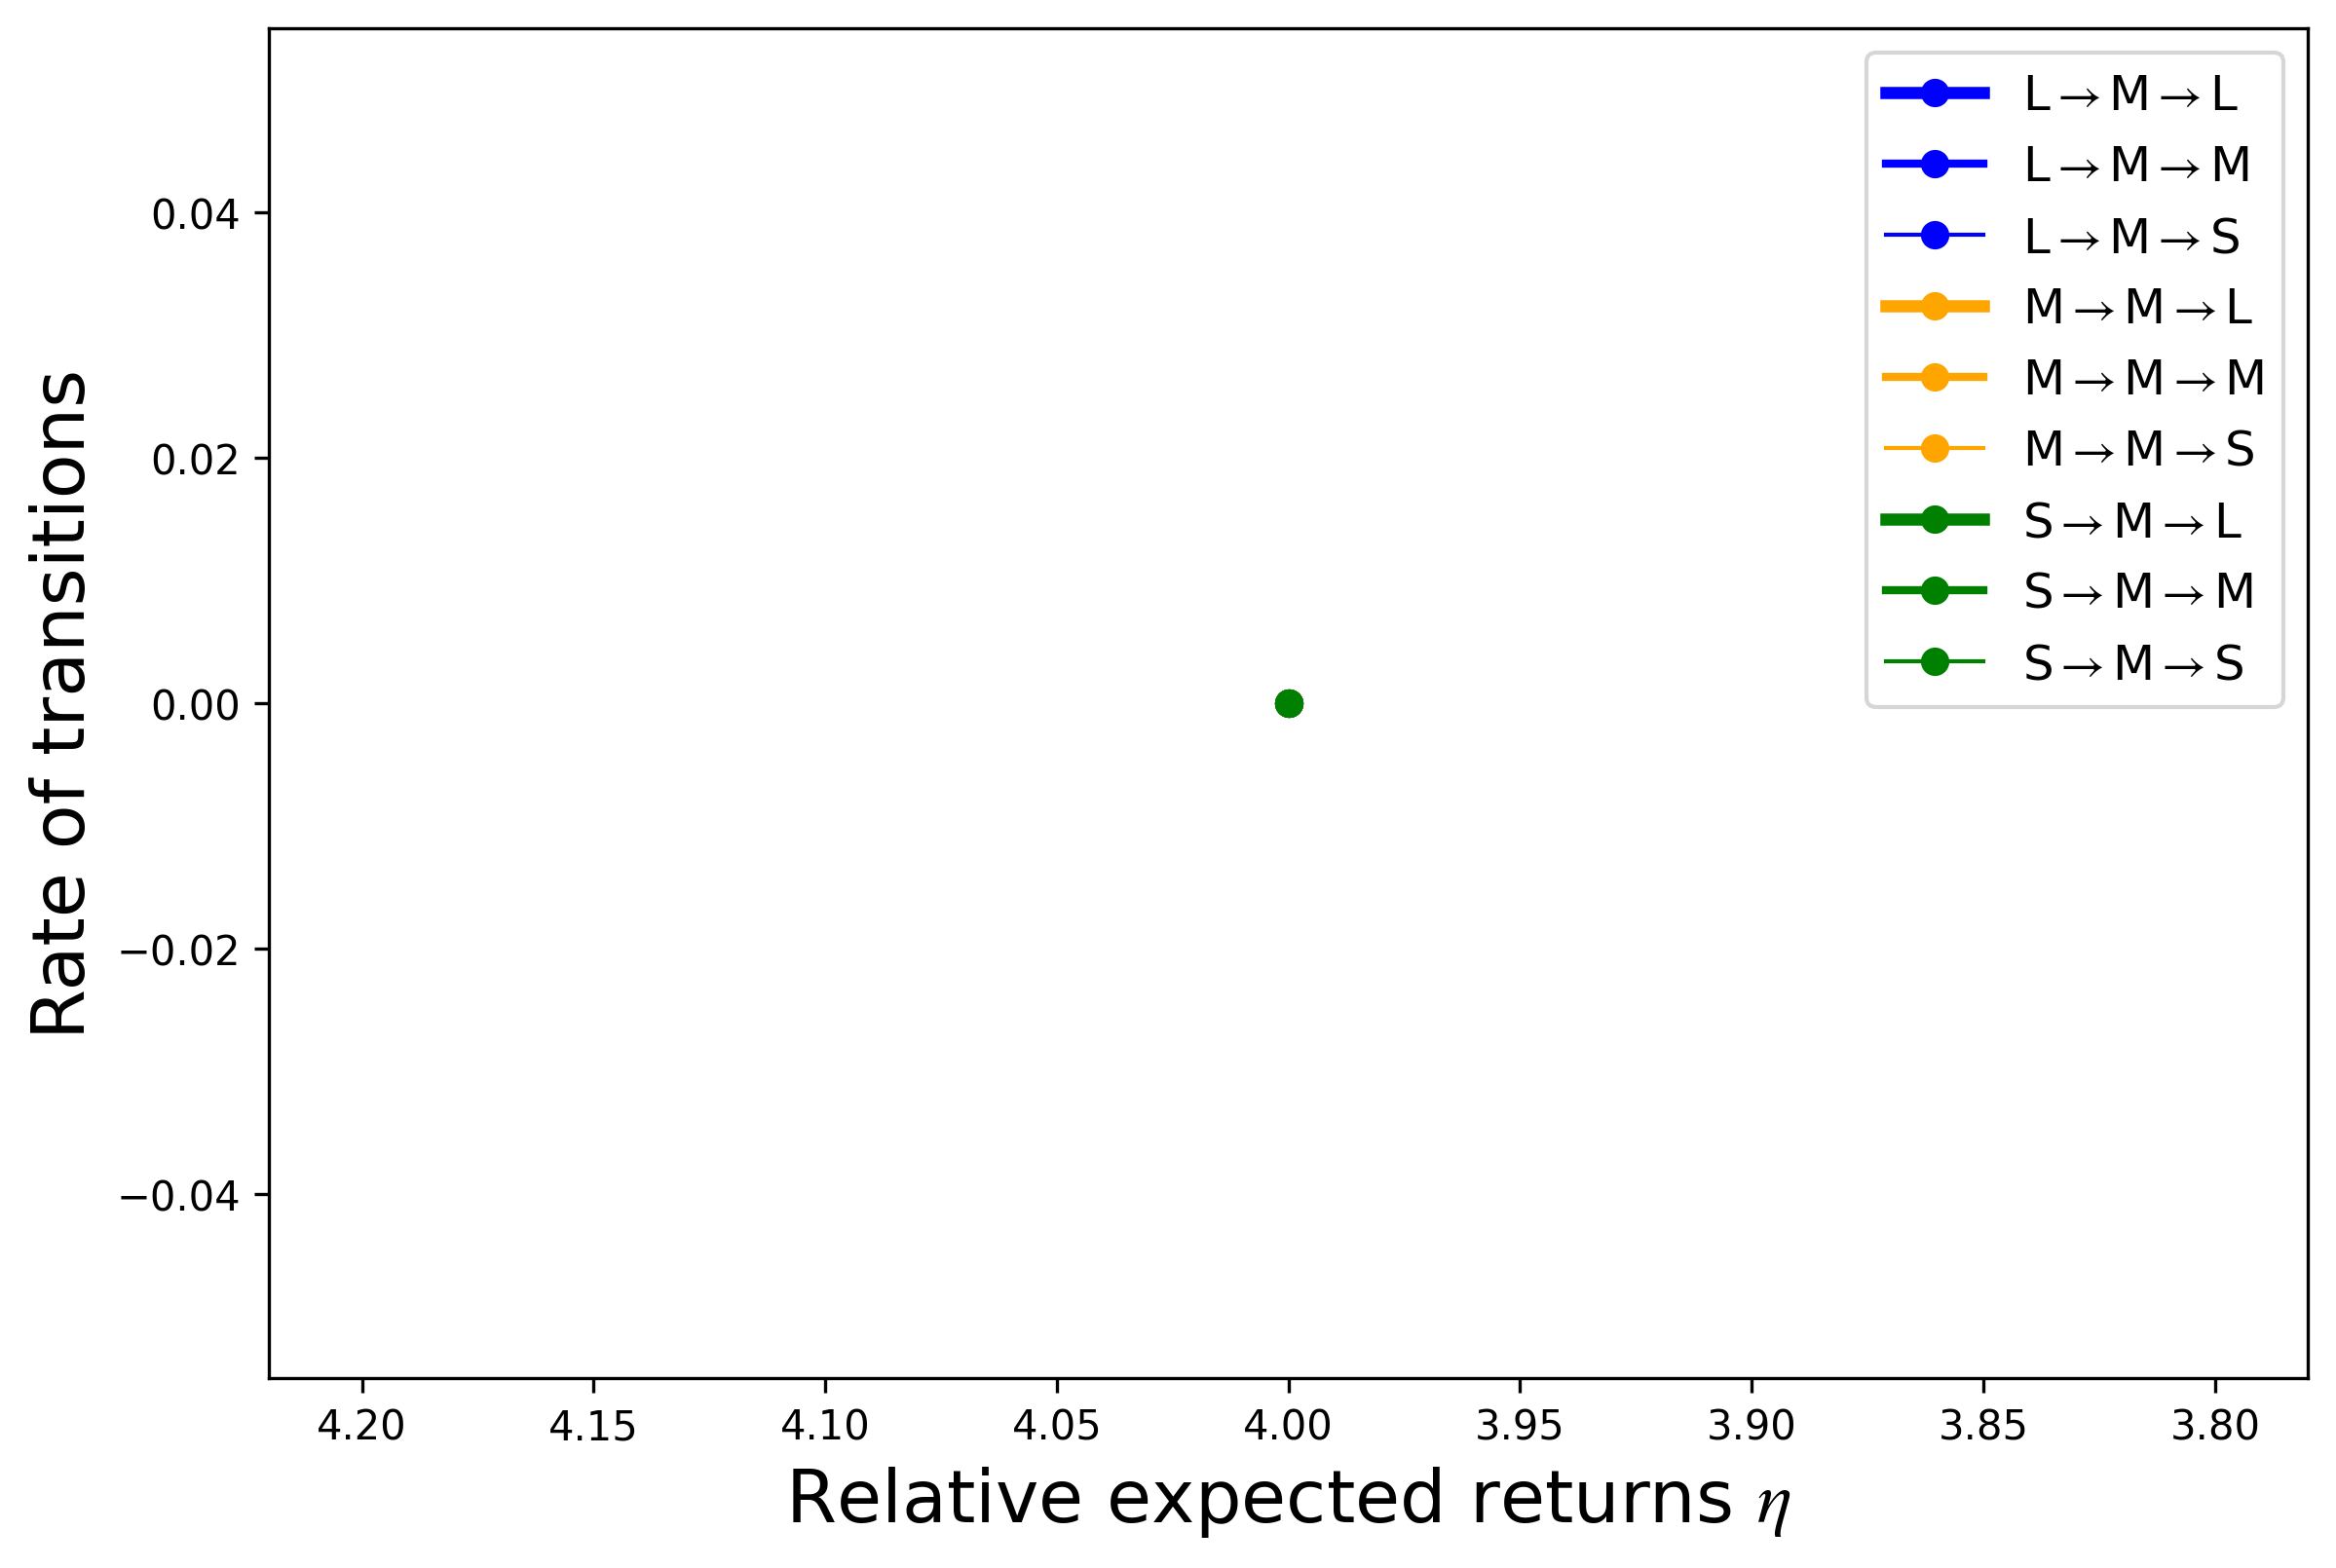 L→M→L
L→M→M
L→M→S
M→M→L
M→M→M
M→M→S
S→M→L
S→M→M
S→M→S
Rate of transitions
0.04
0.02
0.00
−0.02
−0.04
4.20 4.15 4.10 4.05 4.00 3.95 3.90 3.85 3.80
Relative expected returns η